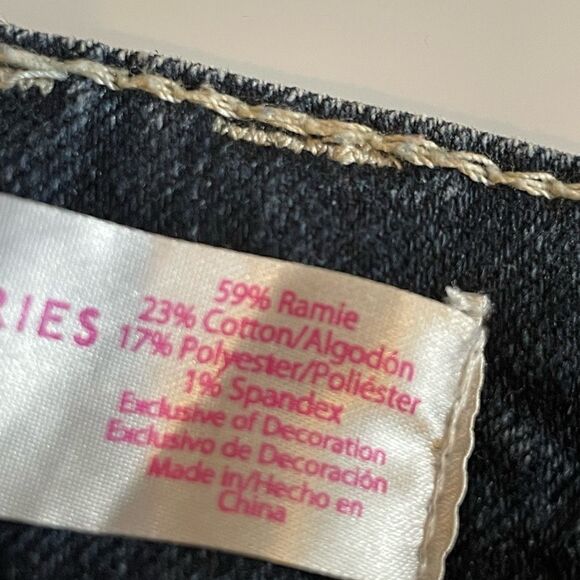 RIES
59% Ramie
23% Cotton/Algodón
17% Polyester/Poliéster
1% Spandex
Exclusive of Decoration
Exclusivo de Decoración
Made in/Hecho en
China